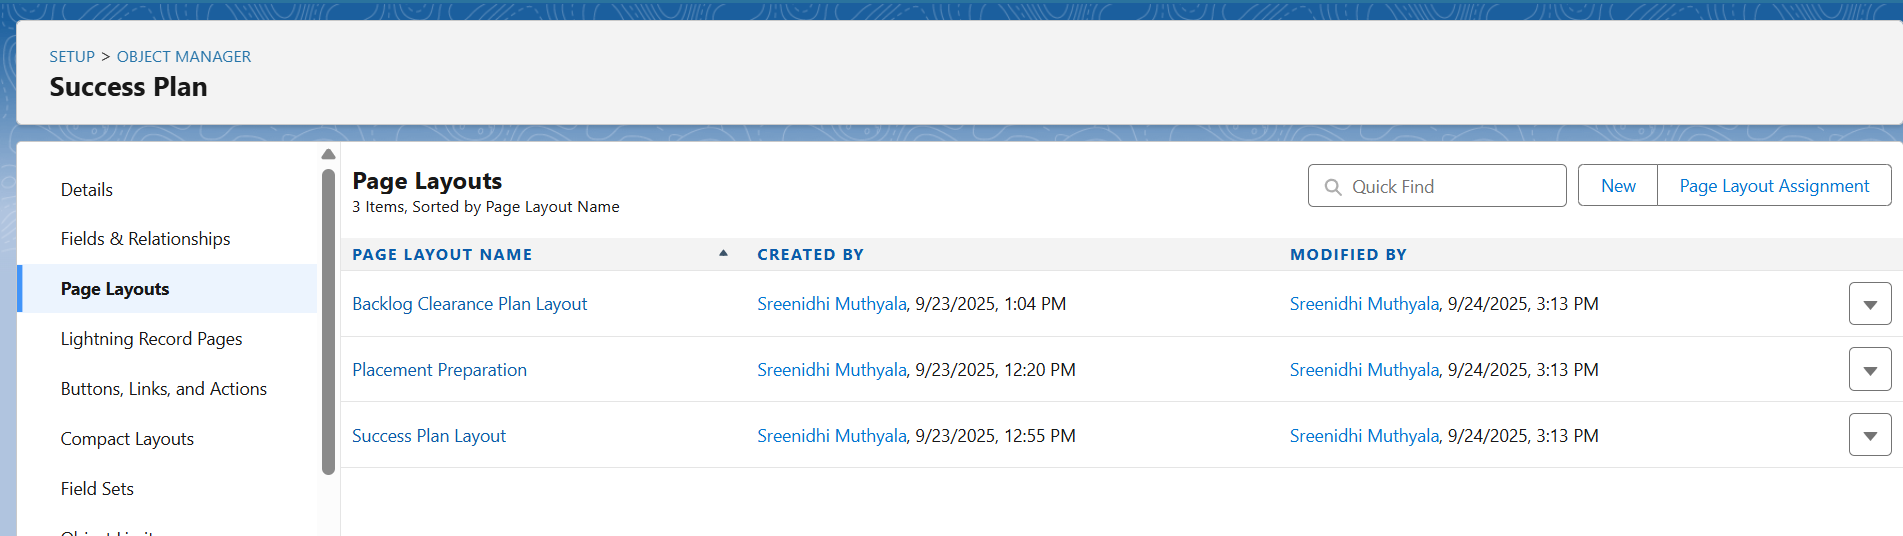 SETUP > OBJECT MANAGER
Success Plan
Details
Fields & Relationships
Page Layouts
Lightning Record Pages
Buttons, Links, and Actions
Compact Layouts
Field Sets
Page Layouts
3 Items, Sorted by Page Layout Name
Quick Find
New
Page Layout Assignment
PAGE LAYOUT NAME CREATED BY MODIFIED BY
Backlog Clearance Plan Layout Sreenidhi Muthyala, 9/23/2025, 1:04 PM Sreenidhi Muthyala, 9/24/2025, 3:13 PM
Placement Preparation Sreenidhi Muthyala, 9/23/2025, 12:20 PM Sreenidhi Muthyala, 9/24/2025, 3:13 PM
Success Plan Layout Sreenidhi Muthyala, 9/23/2025, 12:55 PM Sreenidhi Muthyala, 9/24/2025, 3:13 PM